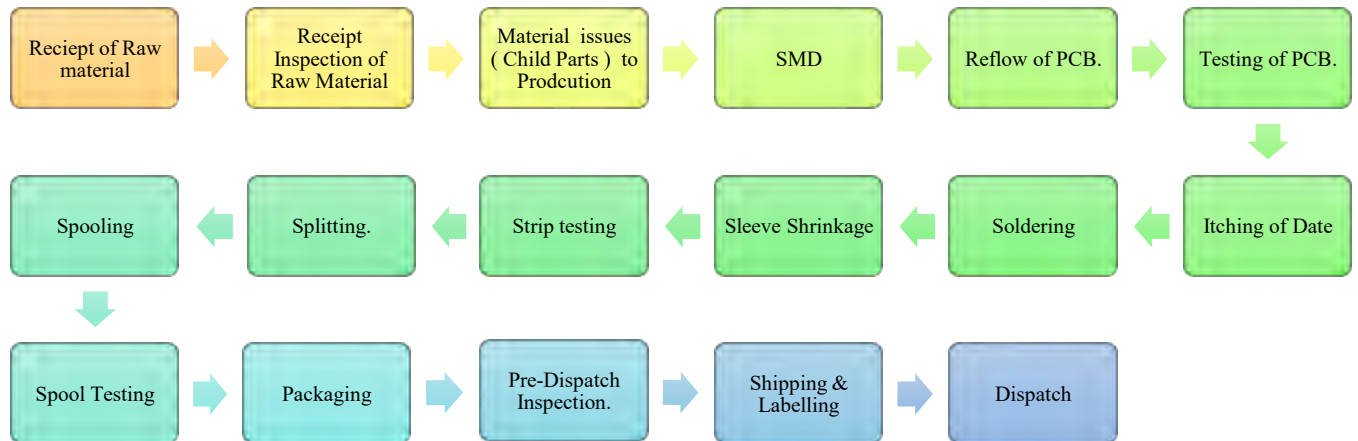 Reciept of Raw
material
Receipt
Inspection of
Raw Material
Material issues
( Child Parts ) to
Prodcution
SMD
Reflow of PCB.
Testing of PCB.
Itching of Date
Soldering
Sleeve Shrinkage
Strip testing
Splitting.
Spooling
Spool Testing
Packaging
Pre-Dispatch
Inspection.
Shipping &
Labelling
Dispatch